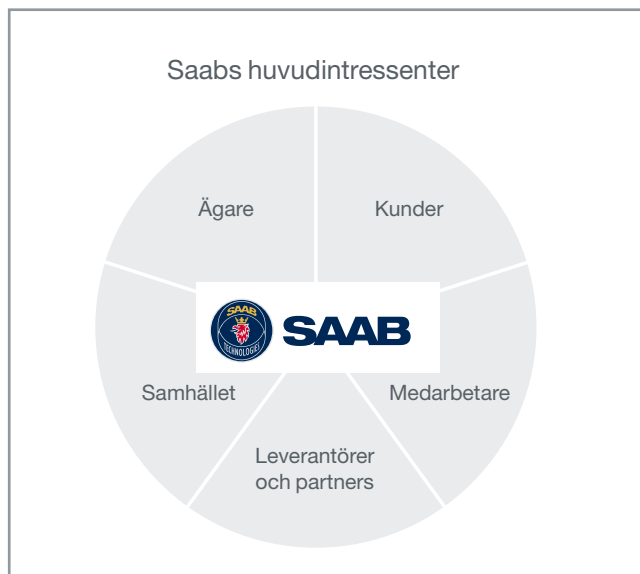 Saabs huvudintressenter
Ägare
Kunder
SAAB
TECHNOLOGIES
SAAB
Samhället
Medarbetare
Leverantörer
och partners